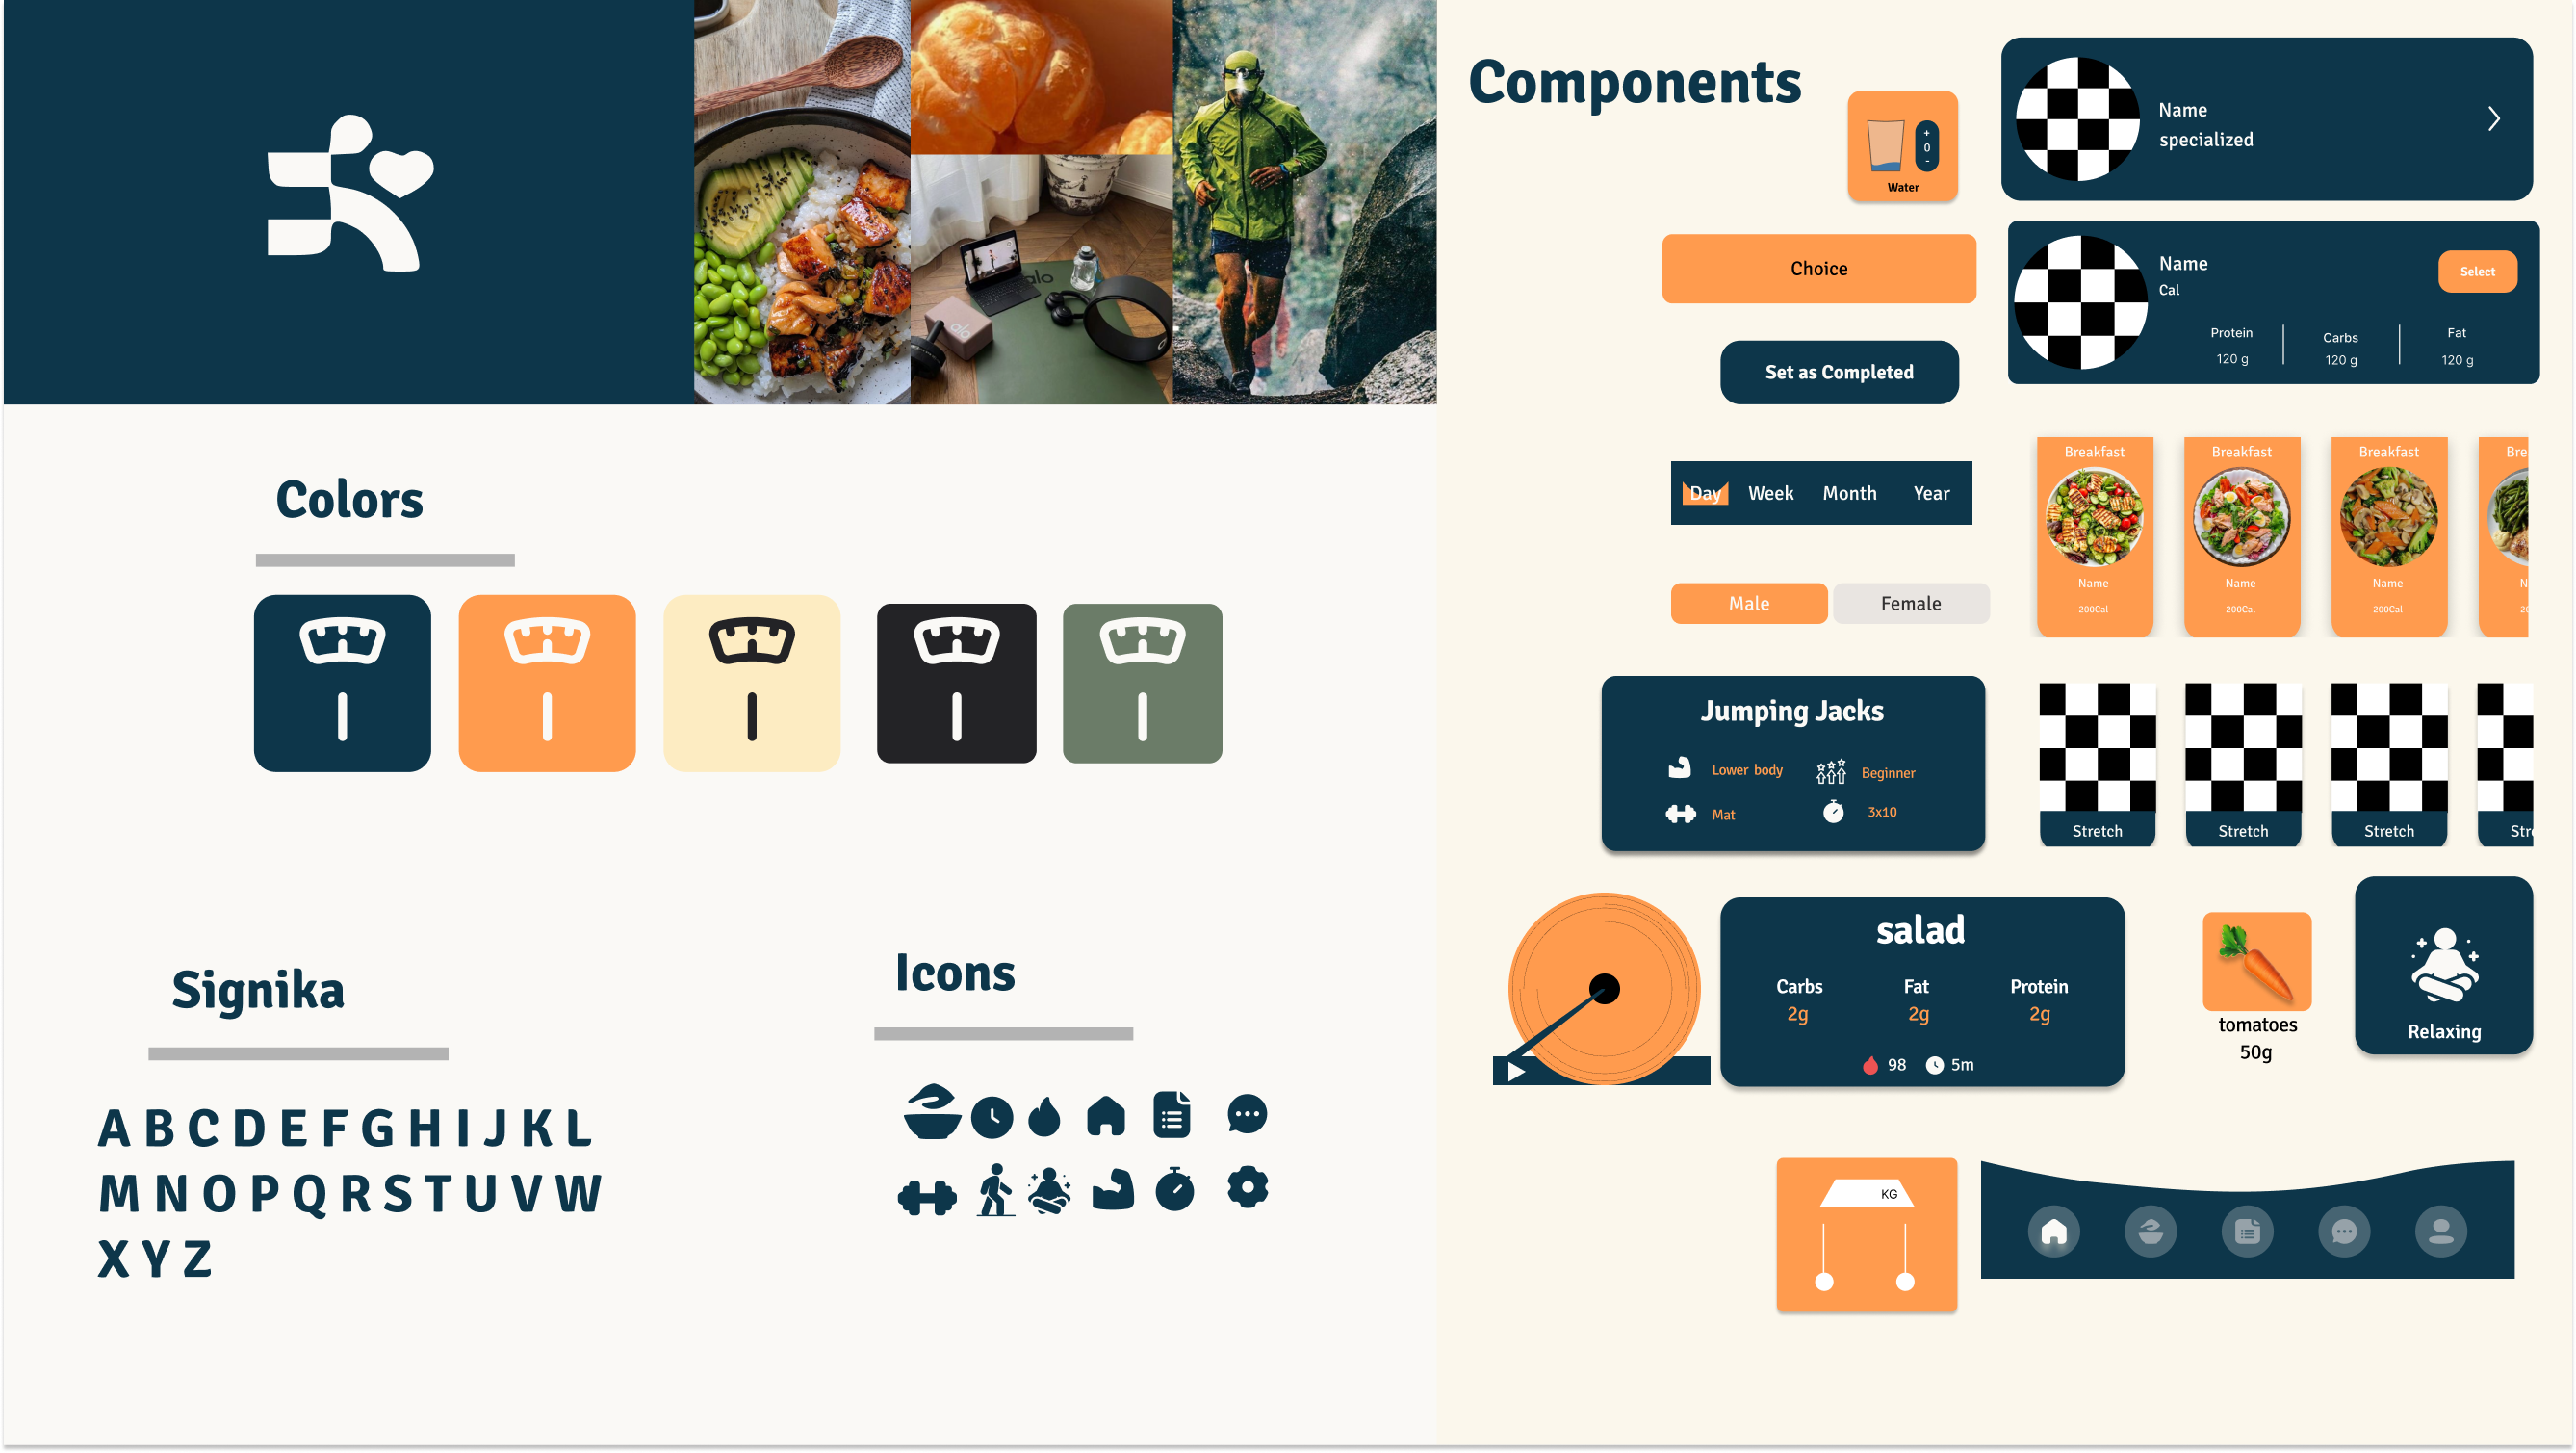 Colors
Signika
A B C D E F G H I J K L
M N O P Q R S T U V W
X Y Z
Icons
Components
+
0
-
Water
Name
specialized
Choice
Name
Cal
Select
Protein
Carbs
Fat
120 g
120 g
120 g
Set as Completed
Day Week Month Year
Breakfast
Name
200Cal
Breakfast
Name
200Cal
Breakfast
Name
200Cal
Bre
N
20
Male
Female
Jumping Jacks
Lower body
Beginner
Mat
3x10
Stretch
Stretch
Stretch
Str
salad
Carbs Fat Protein
2g 2g 2g
98 5m
tomatoes
50g
Relaxing
KG
alo
alo